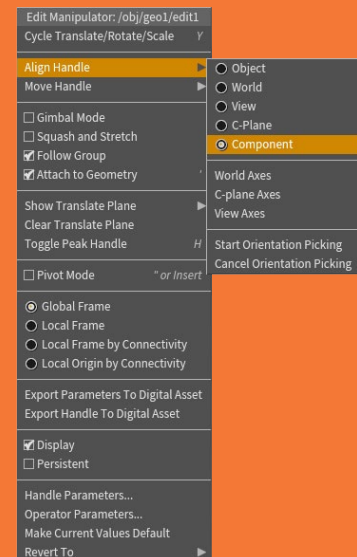 Edit Manipulator: /obj/geo1/edit1
Cycle Translate/Rotate/Scale Y
Align Handle
Move Handle
Gimbal Mode
Squash and Stretch
Follow Group
Attach to Geometry '
Show Translate Plane
Clear Translate Plane
Toggle Peak Handle H
Pivot Mode " or Insert
Global Frame
Local Frame
Local Frame by Connectivity
Local Origin by Connectivity
Export Parameters To Digital Asset
Export Handle To Digital Asset
Display
Persistent
Handle Parameters...
Operator Parameters...
Make Current Values Default
Revert To
Object
World
View
C-Plane
Component
World Axes
C-plane Axes
View Axes
Start Orientation Picking
Cancel Orientation Picking